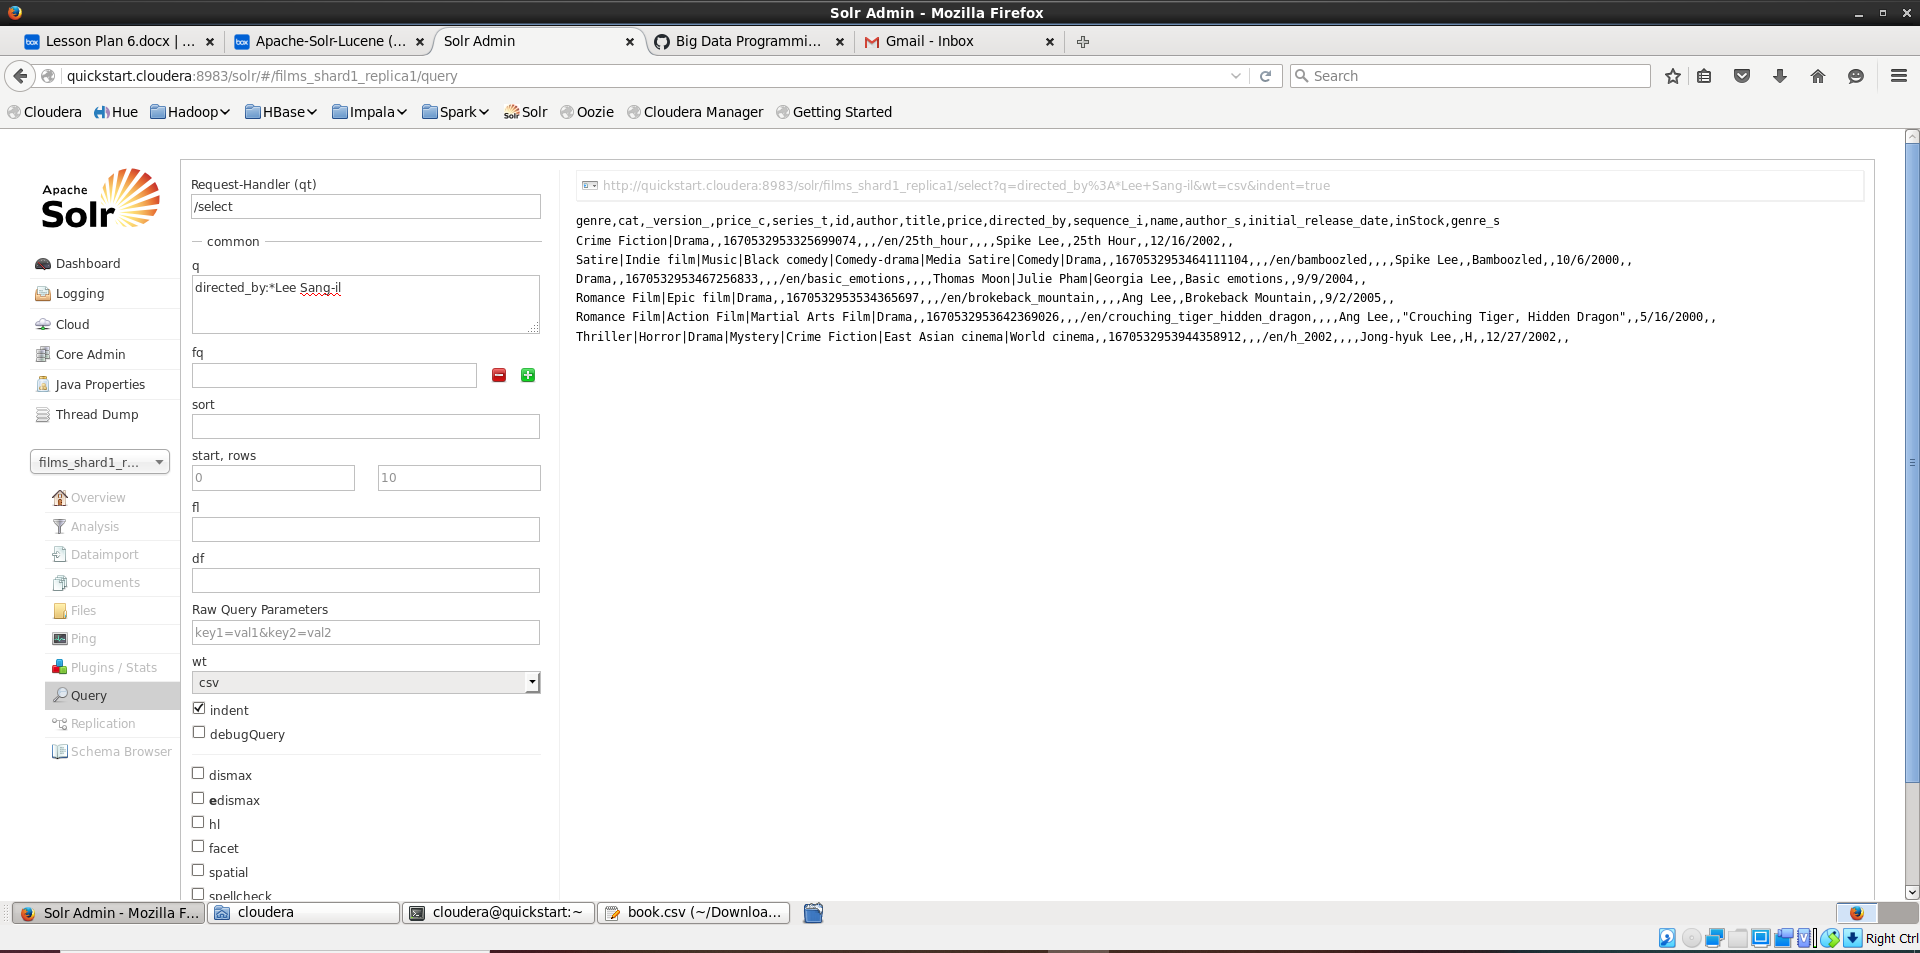 Solr Admin - Mozilla Firefox
Lesson Plan 6.docx | ...
Apache-Solr-Lucene (...
Solr Admin
Big Data Programmi...
Gmail - Inbox
quickstart.cloudera:8983/solr/#/films_shard1_replica1/query
Search
Cloudera
Hue
Hadoop
HBase
Impala
Spark
Solr
Oozie
Cloudera Manager
Getting Started
Apache
Solr
Dashboard
Logging
Cloud
Core Admin
Java Properties
Thread Dump
films_shard1_r...
Overview
Analysis
Dataimport
Documents
Files
Ping
Plugins / Stats
Query
Replication
Schema Browser
Request-Handler (qt)
/select
common
q
directed_by:*Lee Sang-il
fq
sort
start, rows
0
10
fl
df
Raw Query Parameters
key1=val1&key2=val2
wt
csv
indent
debugQuery
dismax
edismax
hl
facet
spatial
spellcheck
http://quickstart.cloudera:8983/solr/films_shard1_replica1/select?q=directed_by%3A*Lee+Sang-il&wt=csv&indent=true
genre,cat,_version_,price_c,series_t,id,author,title,price,directed_by,sequence_i,name,author_s,initial_release_date,inStock,genre_s
Crime Fiction|Drama,,1670532953325699074,,,/en/25th_hour,,,,Spike Lee,,25th Hour,,12/16/2002,,
Satire|Indie film|Music|Black comedy|Comedy-drama|Media Satire|Comedy|Drama,,1670532953464111104,,,/en/bamboozled,,,,Spike Lee,,Bamboozled,,10/6/2000,,
Drama,,1670532953467256833,,,/en/basic_emotions,,,,Thomas Moon|Julie Pham|Georgia Lee,,Basic emotions,,9/9/2004,,
Romance Film|Epic film|Drama,,1670532953534365697,,,/en/brokeback_mountain,,,,Ang Lee,,Brokeback Mountain,,9/2/2005,,
Romance Film|Action Film|Martial Arts Film|Drama,,1670532953642369026,,,/en/crouching_tiger_hidden_dragon,,,,Ang Lee,,"Crouching Tiger, Hidden Dragon",,5/16/2000,,
Thriller|Horror|Drama|Mystery|Crime Fiction|East Asian cinema|World cinema,,1670532953944358912,,,/en/h_2002,,,,Jong-hyuk Lee,,H,,12/27/2002,,
Solr Admin - Mozilla F...
cloudera
cloudera@quickstart:~
book.csv (~/Downloa...
Right Ctrl